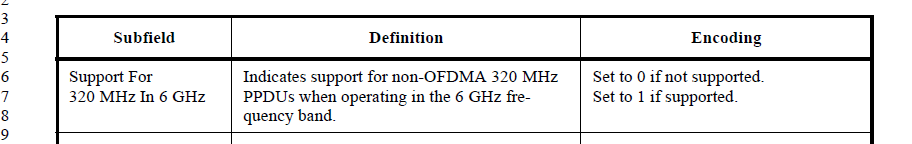 2
3
4 Subfield Definition Encoding
5
6 Support For Indicates support for non-OFDMA 320 MHz Set to 0 if not supported.
7 320 MHz In 6 GHz PPDUs when operating in the 6 GHz fre- Set to 1 if supported.
8 quency band.
9